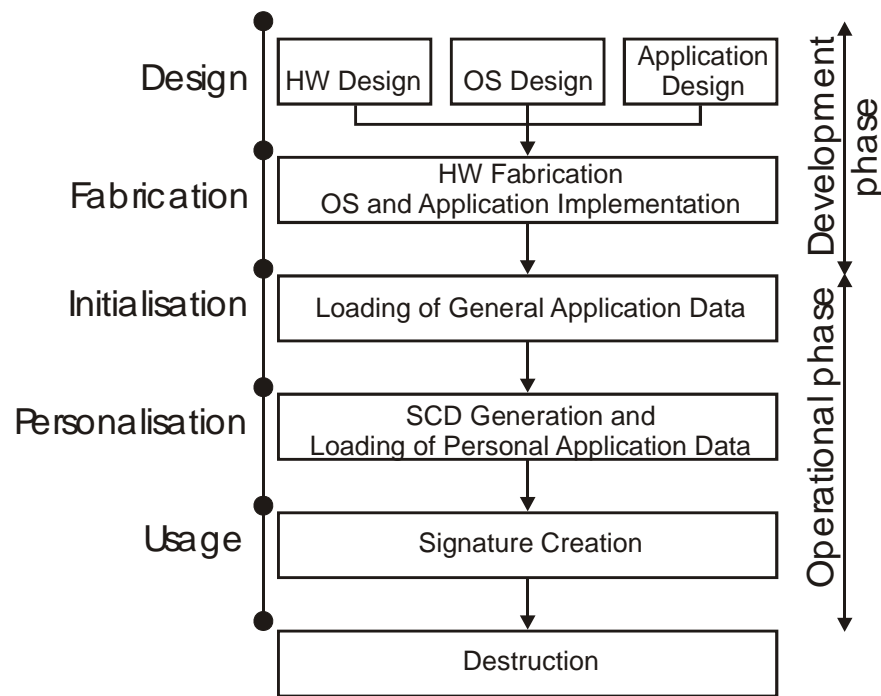 Design
HW Design
OS Design
Application
Design
Fabrication
HW Fabrication
OS and Application Implementation
Initialisation
Loading of General Application Data
Personalisation
SCD Generation and
Loading of Personal Application Data
Usage
Signature Creation
Destruction
Development
phase
Operational phase